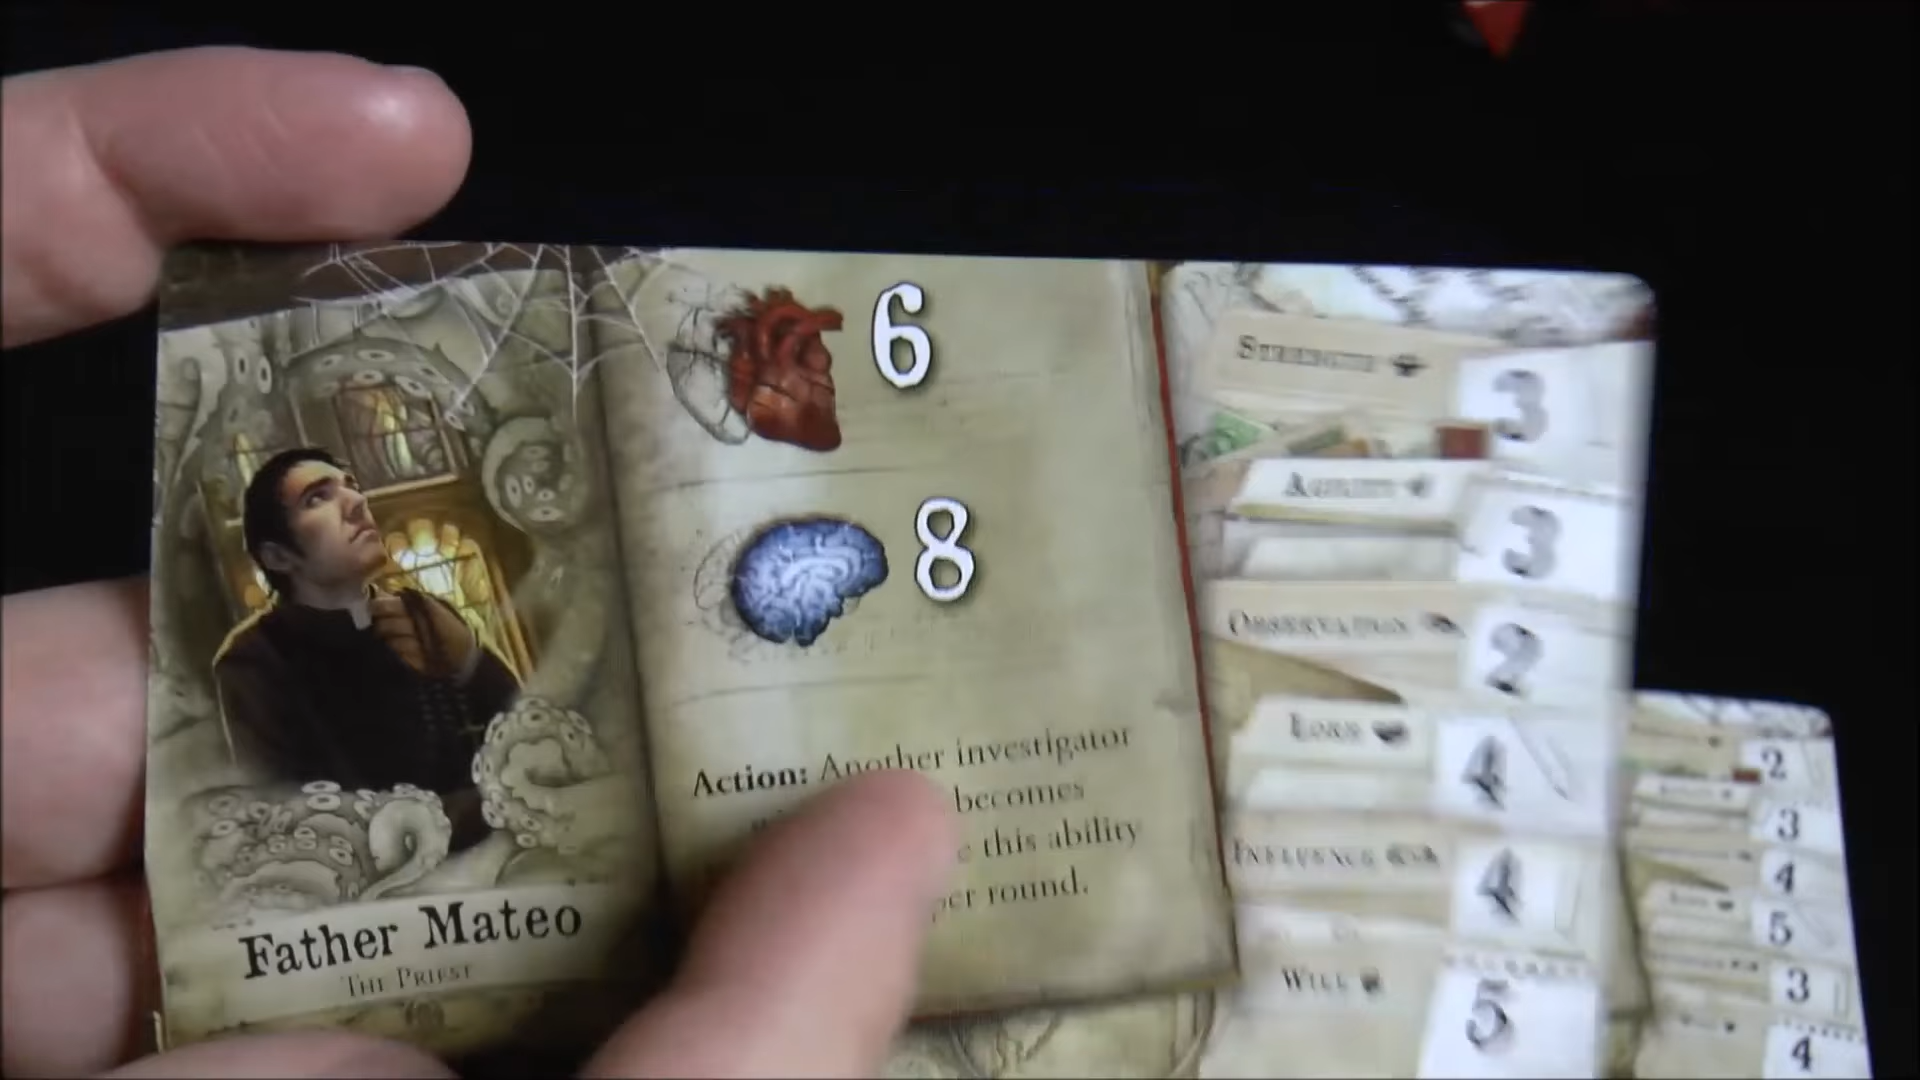 6
8
Action: Another investigator
becomes
this ability
per round.
Father Mateo
The Priest
Strength 3
Agility 3
Observation 2
Lore 4
Influence 4
Will 5
2
3
4
5
3
4